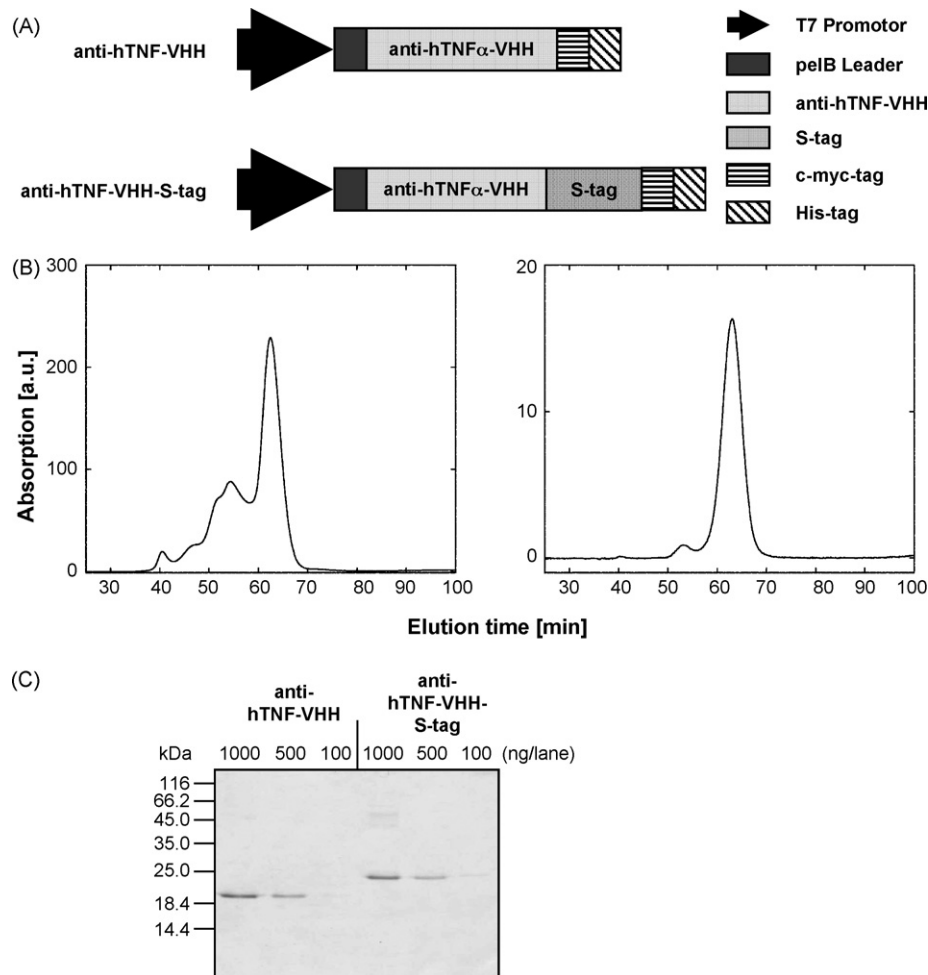 (A)
anti-hTNF-VHH
anti-hTNFα-VHH
anti-hTNF-VHH-S-tag
anti-hTNFα-VHH S-tag
T7 Promotor
pelB Leader
anti-hTNF-VHH
S-tag
c-myc-tag
His-tag
(B)
Absorption [a.u.]
300
200
100
0
30 40 50 60 70 80 90 100
20
10
0
30 40 50 60 70 80 90 100
Elution time [min]
(C)
anti-
hTNF-VHH
anti-
hTNF-VHH-
S-tag
kDa 1000 500 100 1000 500 100 (ng/lane)
116
66.2
45.0
35.0
25.0
18.4
14.4